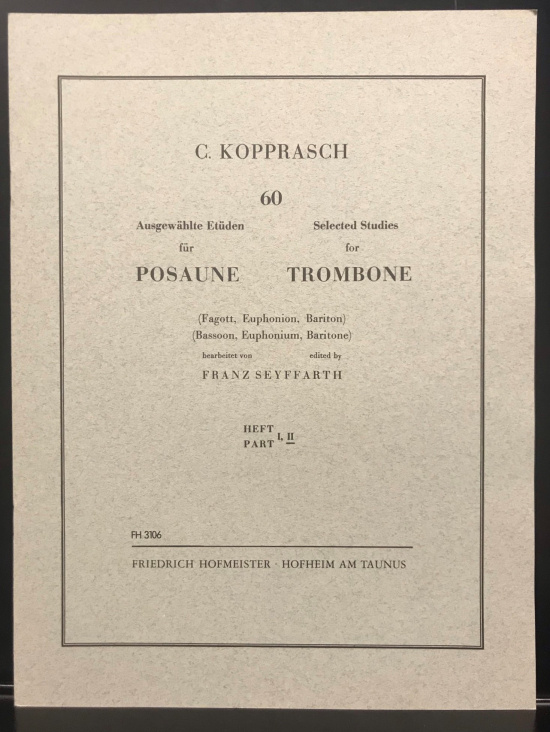 C. KOPPRASCH
60
Ausgewählte Etüden Selected Studies
für for
POSAUNE TROMBONE
(Fagott, Euphonion, Bariton)
(Bassoon, Euphonium, Baritone)
bearbeitet von edited by
FRANZ SEYFFARTH
HEFT
PART I, II
FH 3106
FRIEDRICH HOFMEISTER · HOFHEIM AM TAUNUS